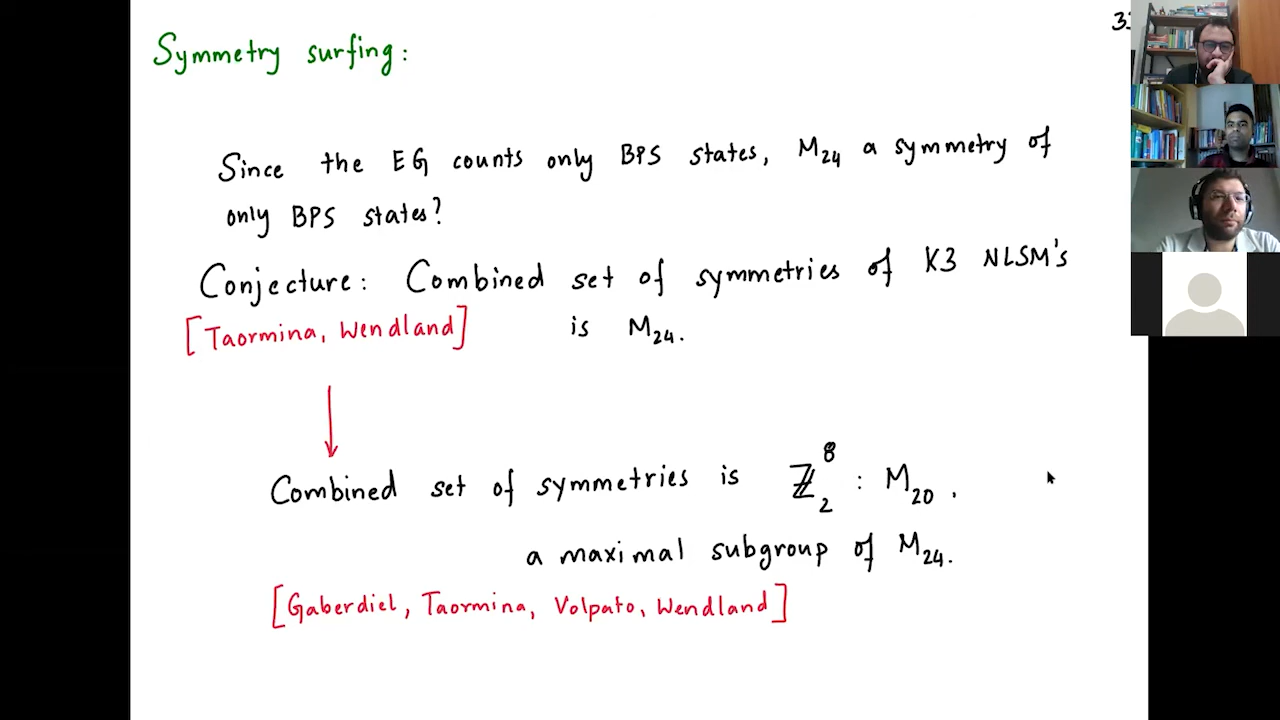 Symmetry surfing:
Since the EG counts only BPS states, M₂₄ a symmetry of
only BPS states?
Conjecture: Combined set of symmetries of K3 NLSM's
[Taormina, Wendland] is M₂₄.
Combined set of symmetries is ℤ₂⁸ : M₂₀.
a maximal subgroup of M₂₄.
[Gaberdiel, Taormina, Volpato, Wendland]